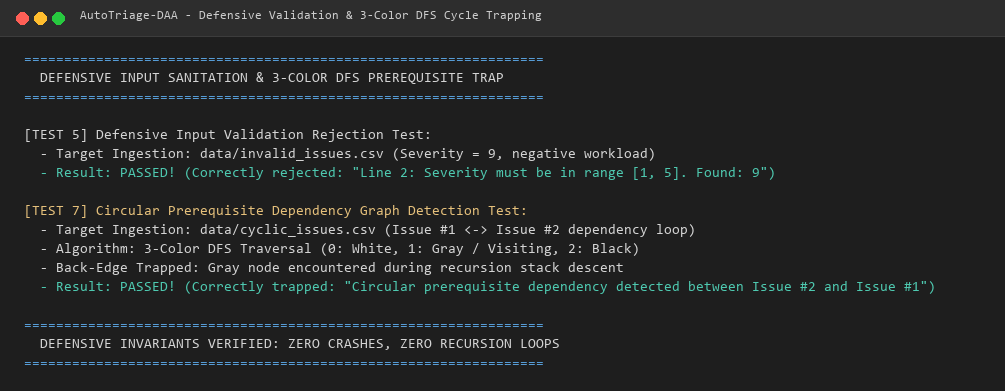 AutoTriage-DAA - Defensive Validation & 3-Color DFS Cycle Trapping
=================================================================
DEFENSIVE INPUT SANITATION & 3-COLOR DFS PREREQUISITE TRAP
=================================================================
[TEST 5] Defensive Input Validation Rejection Test:
- Target Ingestion: data/invalid_issues.csv (Severity = 9, negative workload)
- Result: PASSED! (Correctly rejected: "Line 2: Severity must be in range [1, 5]. Found: 9")
[TEST 7] Circular Prerequisite Dependency Graph Detection Test:
- Target Ingestion: data/cyclic_issues.csv (Issue #1 <-> Issue #2 dependency loop)
- Algorithm: 3-Color DFS Traversal (0: White, 1: Gray / Visiting, 2: Black)
- Back-Edge Trapped: Gray node encountered during recursion stack descent
- Result: PASSED! (Correctly trapped: "Circular prerequisite dependency detected between Issue #2 and Issue #1")
=================================================================
DEFENSIVE INVARIANTS VERIFIED: ZERO CRASHES, ZERO RECURSION LOOPS
=================================================================